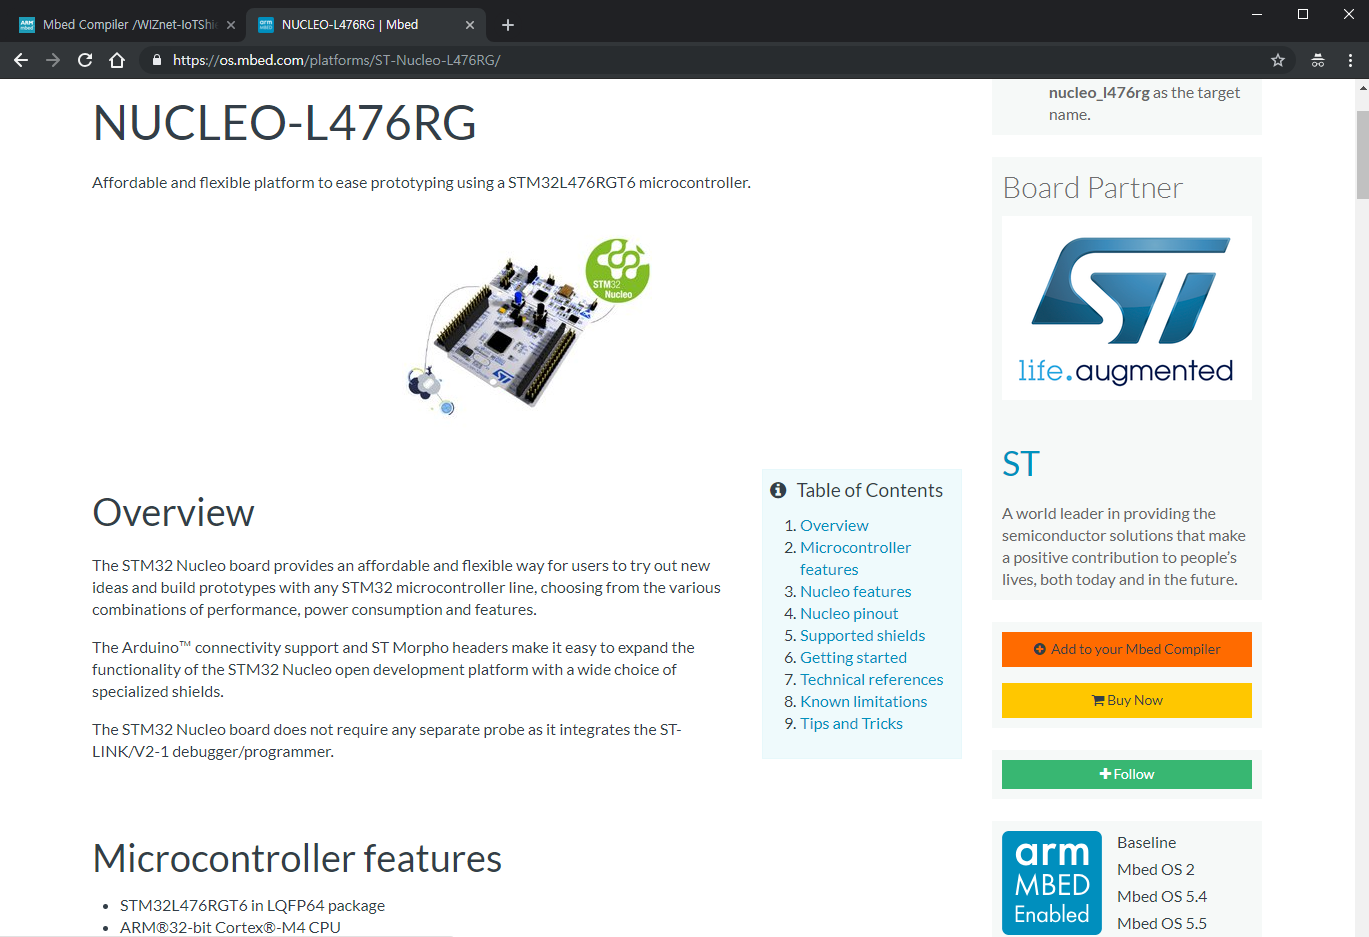 Mbed Compiler /WIZnet-IoTShi
NUCLEO-L476RG | Mbed
https://os.mbed.com/platforms/ST-Nucleo-L476RG/
NUCLEO-L476RG
Affordable and flexible platform to ease prototyping using a STM32L476RGT6 microcontroller.
STM32
Nucleo
Overview
The STM32 Nucleo board provides an affordable and flexible way for users to try out new
ideas and build prototypes with any STM32 microcontroller line, choosing from the various
combinations of performance, power consumption and features.
The Arduino™ connectivity support and ST Morpho headers make it easy to expand the
functionality of the STM32 Nucleo open development platform with a wide choice of
specialized shields.
The STM32 Nucleo board does not require any separate probe as it integrates the ST-
LINK/V2-1 debugger/programmer.
Table of Contents
1. Overview
2. Microcontroller
features
3. Nucleo features
4. Nucleo pinout
5. Supported shields
6. Getting started
7. Technical references
8. Known limitations
9. Tips and Tricks
Microcontroller features
• STM32L476RGT6 in LQFP64 package
• ARM®32-bit Cortex®-M4 CPU
nucleo_l476rg as the target
name.
Board Partner
ST
life.augmented
ST
A world leader in providing the
semiconductor solutions that make
a positive contribution to people’s
lives, both today and in the future.
Add to your Mbed Compiler
Buy Now
Follow
arm
MBED
Enabled
Baseline
Mbed OS 2
Mbed OS 5.4
Mbed OS 5.5